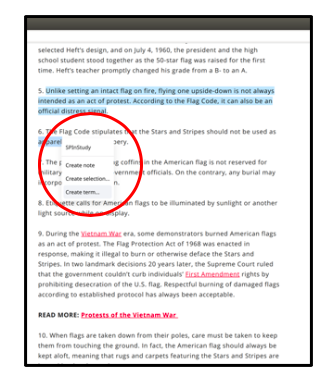 selected Heft's design, and on July 4, 1960, the president and the high
school student stood together as the 50-star flag was raised for the first
time. Heft's teacher promptly changed his grade from a B- to an A.
5. Unlike setting an intact flag on fire, flying one upside-down is not always
intended as an act of protest. According to the Flag Code, it can also be an
official distress signal.
6. The Flag Code stipulates that the Stars and Stripes should not be used as
apparel
pery.
SPInStudy
Create note
Create selection...
Create term...
7. The
g coffins in the American flag is not reserved for
military
vernment officials. On the contrary, any burial may
incorpo
n.
8. Etiquette calls for American flags to be illuminated by sunlight or another
light source while on display.
9. During the Vietnam War era, some demonstrators burned American flags
as an act of protest. The Flag Protection Act of 1968 was enacted in
response, making it illegal to burn or otherwise deface the Stars and
Stripes. In two landmark decisions 20 years later, the Supreme Court ruled
that the government couldn't curb individuals' First Amendment rights by
prohibiting desecration of the U.S. flag. Respectful burning of damaged flags
according to established protocol has always been acceptable.
READ MORE: Protests of the Vietnam War
10. When flags are taken down from their poles, care must be taken to keep
them from touching the ground. In fact, the American flag should always be
kept aloft, meaning that rugs and carpets featuring the Stars and Stripes are